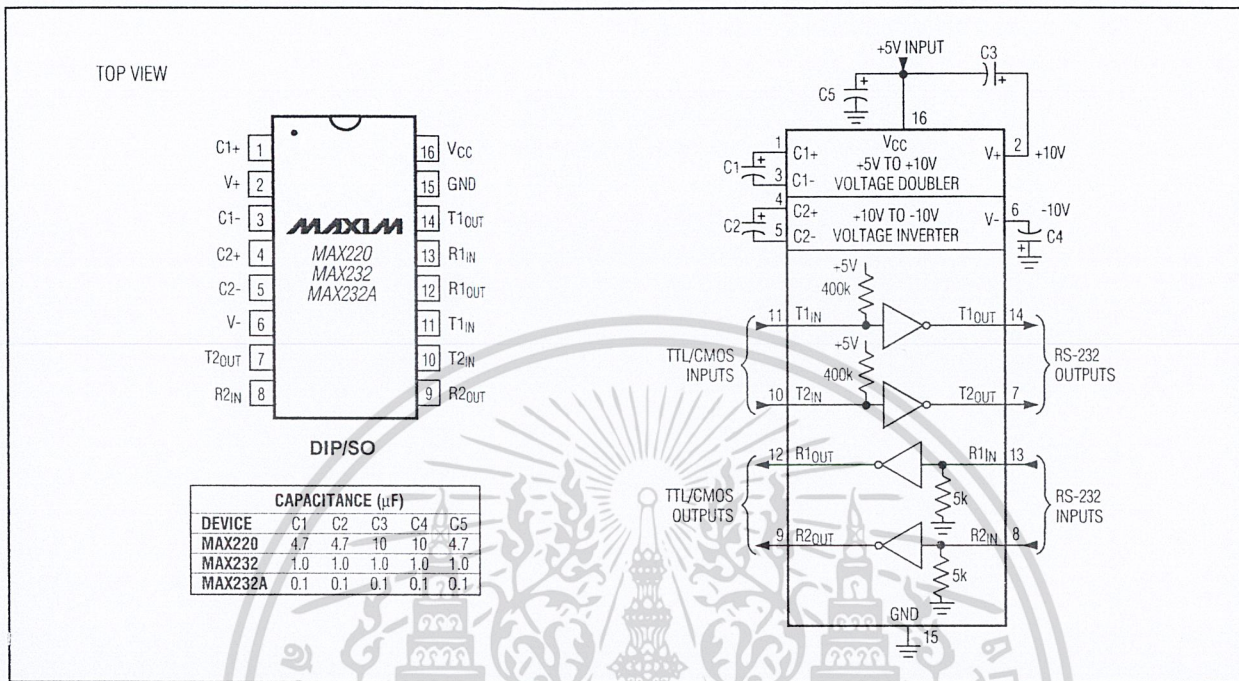 TOP VIEW
C1+ 1
V+ 2
C1- 3
C2+ 4
C2- 5
V- 6
T2OUT 7
R2IN 8
16 VCC
15 GND
14 T1OUT
13 R1IN
12 R1OUT
11 T1IN
10 T2IN
9 R2OUT
MAXIM
MAX220
MAX232
MAX232A
DIP/SO
CAPACITANCE (µF)
DEVICE C1 C2 C3 C4 C5
MAX220 4.7 4.7 10 10 4.7
MAX232 1.0 1.0 1.0 1.0 1.0
MAX232A 0.1 0.1 0.1 0.1 0.1
+5V INPUT
C3
+
C5
+
16
VCC
1
C1+
C1
+
3
C1-
+5V TO +10V
VOLTAGE DOUBLER
V+
2
+10V
4
C2+
C2
+
5
C2-
+10V TO -10V
VOLTAGE INVERTER
V-
6
-10V
C4
+
+5V
400k
11 T1IN
T1OUT 14
+5V
400k
TTL/CMOS
INPUTS
RS-232
OUTPUTS
10 T2IN
T2OUT 7
12 R1OUT
R1IN 13
5k
TTL/CMOS
OUTPUTS
RS-232
INPUTS
9 R2OUT
R2IN 8
5k
GND
15